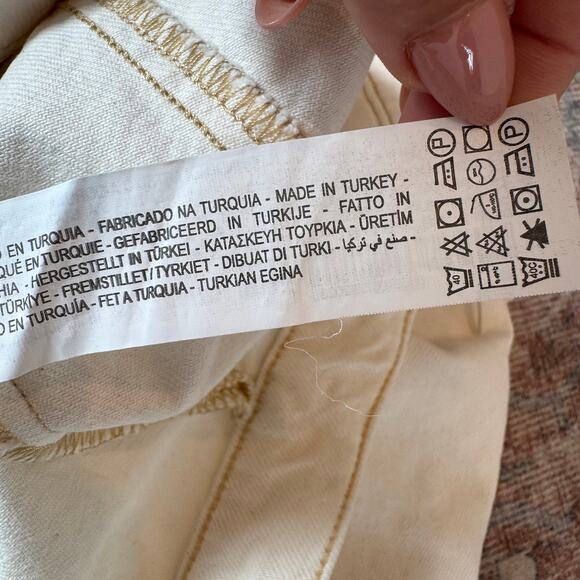 O EN TURQUIA - FABRICADO NA TURQUIA - MADE IN TURKEY -
QUÉ EN TURQUIE - GEFABRICEERD IN TURKIJE - FATTO IN
HIA - HERGESTELLT IN TÜRKEI - ΚΑΤΑΣΚΕΥΗ ΤΟΥΡΚΙΑ - ÜRETİM
TÜRKİYE - FREMSTILLET/TYRKIET - DIBUAT DI TURKI - صنع في تركيا -
O EN TURQUÍA - FET A TURQUIA - TURKIAN EGINA
P P
40 400